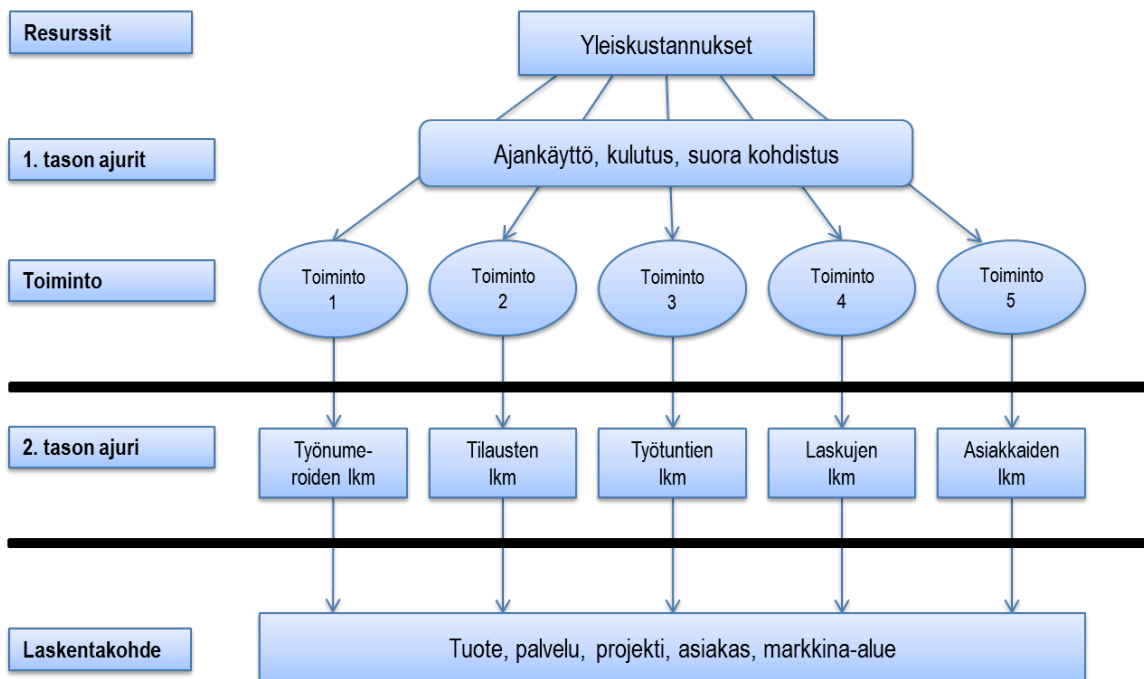 Resurssit
Yleiskustannukset
1. tason ajurit
Ajankäyttö, kulutus, suora kohdistus
Toiminto
Toiminto
1
Toiminto
2
Toiminto
3
Toiminto
4
Toiminto
5
2. tason ajuri
Työnume-
roiden lkm
Tilausten
lkm
Työtuntien
lkm
Laskujen
lkm
Asiakkaiden
lkm
Laskentakohde
Tuote, palvelu, projekti, asiakas, markkina-alue